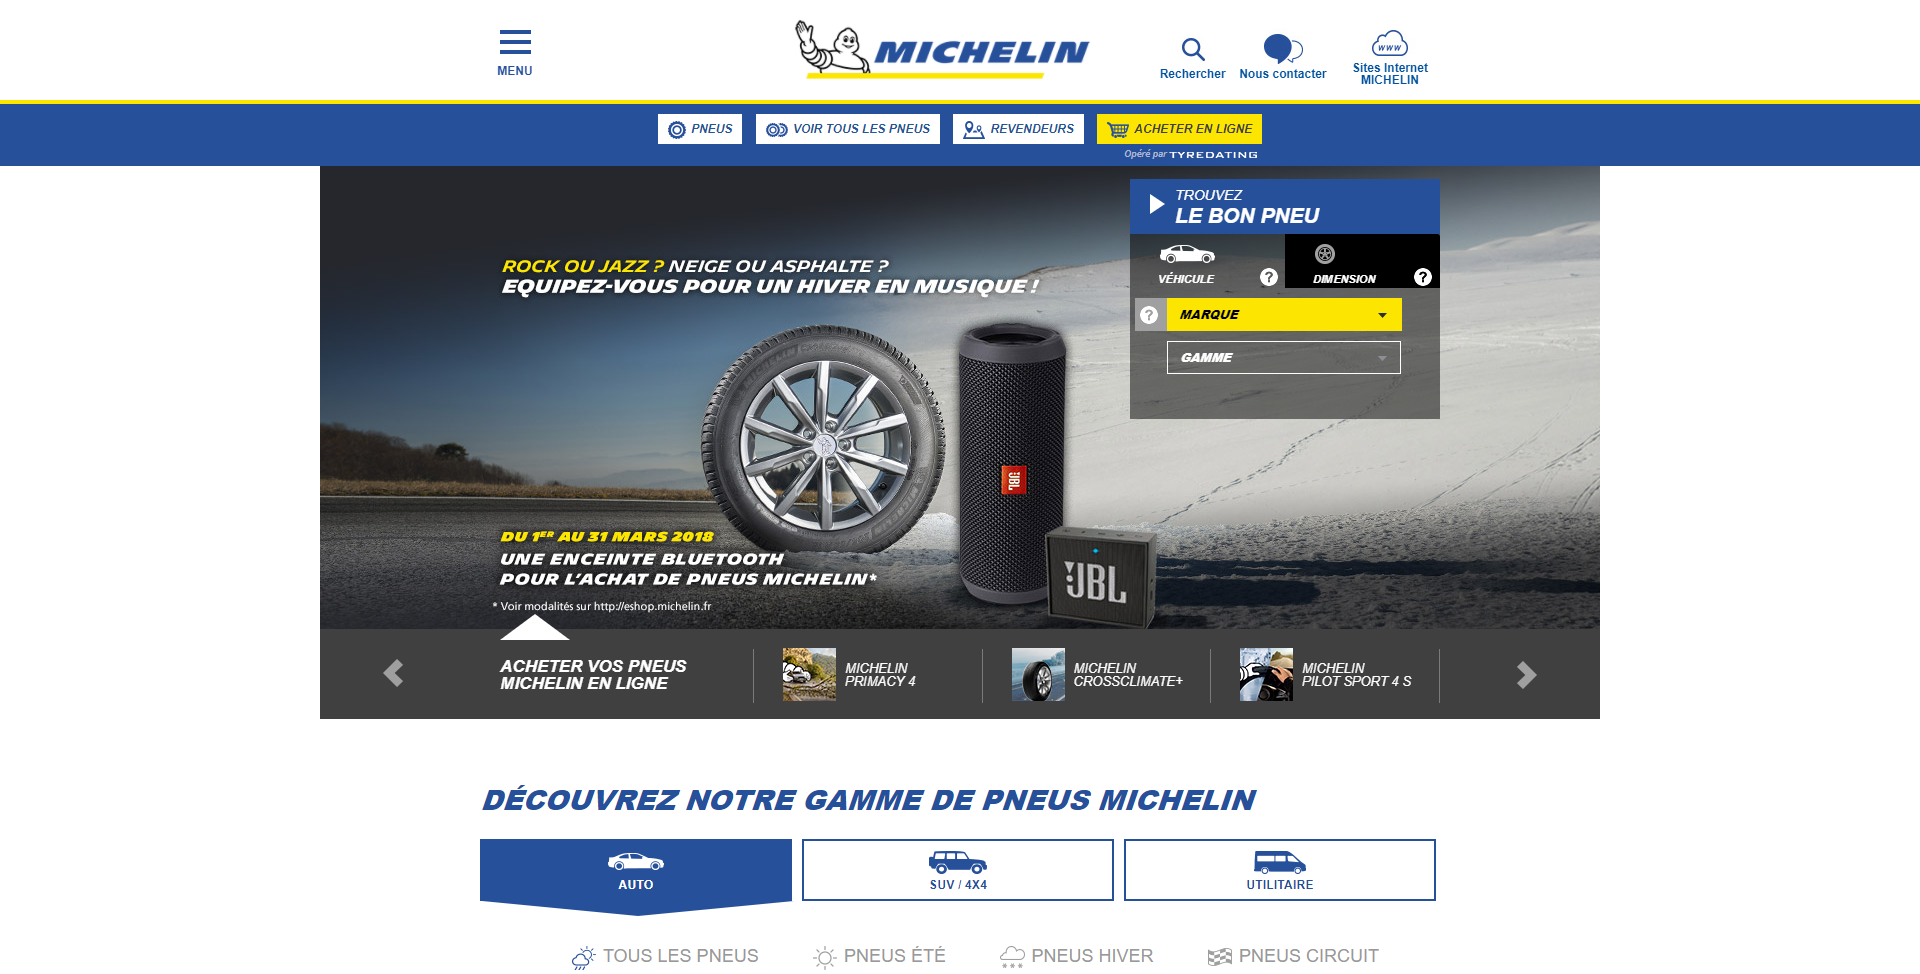 MENU
MICHELIN
Rechercher
Nous contacter
www
Sites Internet
MICHELIN
PNEUS
VOIR TOUS LES PNEUS
REVENDEURS
ACHETER EN LIGNE
Opéré par TYREDATING
TROUVEZ
LE BON PNEU
VÉHICULE
?
DIMENSION
?
?
MARQUE
GAMME
ROCK OU JAZZ ? NEIGE OU ASPHALTE ?
EQUIPEZ-VOUS POUR UN HIVER EN MUSIQUE !
JBL
JBL
DU 1ER AU 31 MARS 2018
UNE ENCEINTE BLUETOOTH
POUR L'ACHAT DE PNEUS MICHELIN*
* Voir modalités sur http://eshop.michelin.fr
ACHETER VOS PNEUS
MICHELIN EN LIGNE
MICHELIN
PRIMACY 4
MICHELIN
CROSSCLIMATE+
MICHELIN
PILOT SPORT 4 S
DÉCOUVREZ NOTRE GAMME DE PNEUS MICHELIN
AUTO
SUV / 4X4
UTILITAIRE
TOUS LES PNEUS
PNEUS ÉTÉ
PNEUS HIVER
PNEUS CIRCUIT